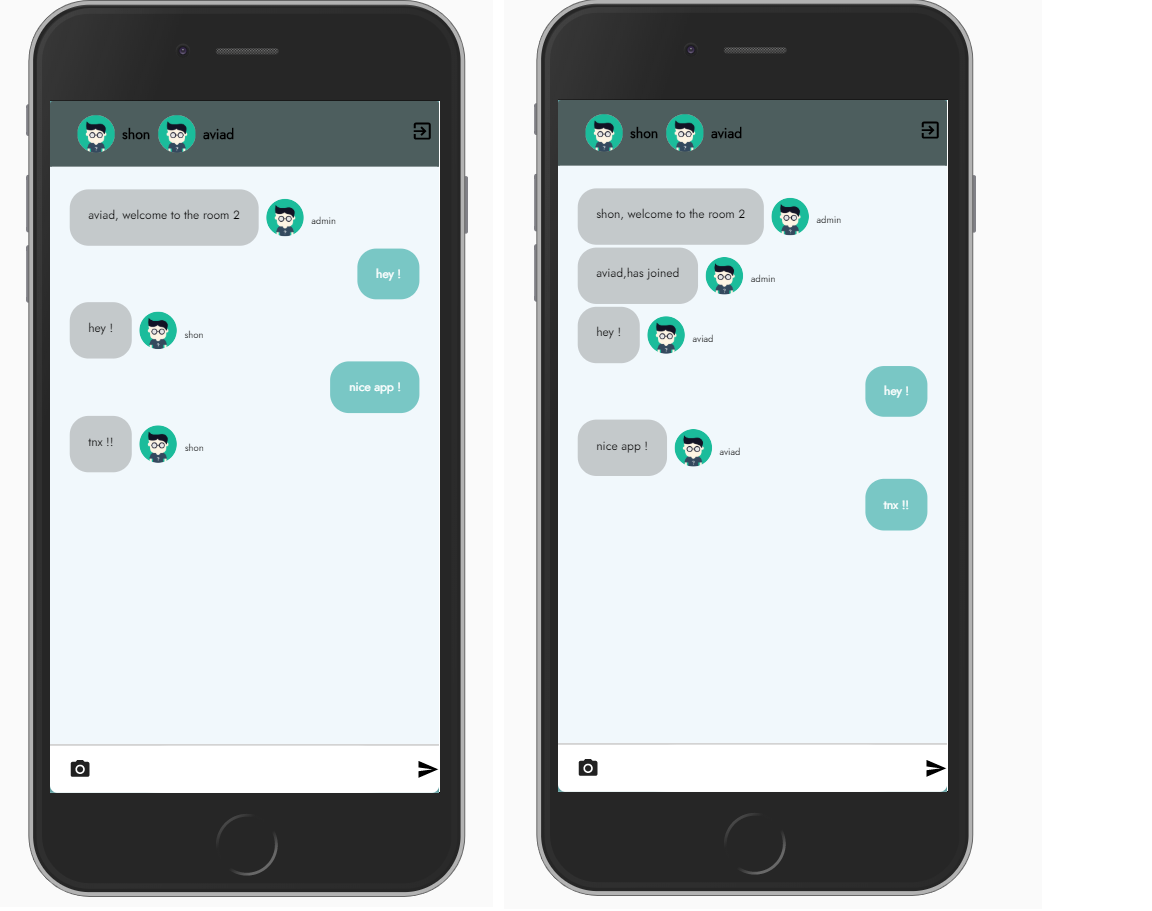 shon aviad
aviad, welcome to the room 2
admin
hey !
hey !
shon
nice app !
tnx !!
shon
shon aviad
shon, welcome to the room 2
admin
aviad,has joined
admin
hey !
aviad
hey !
nice app !
aviad
tnx !!